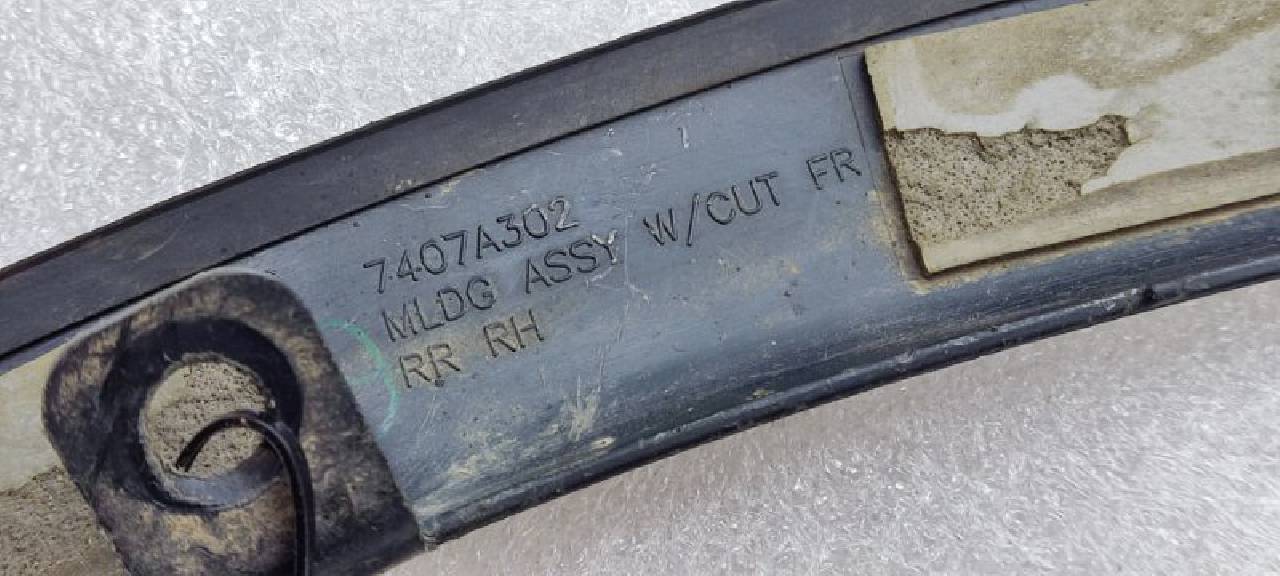 7407A302
MLDG ASSY W/CUT FR
RR RH